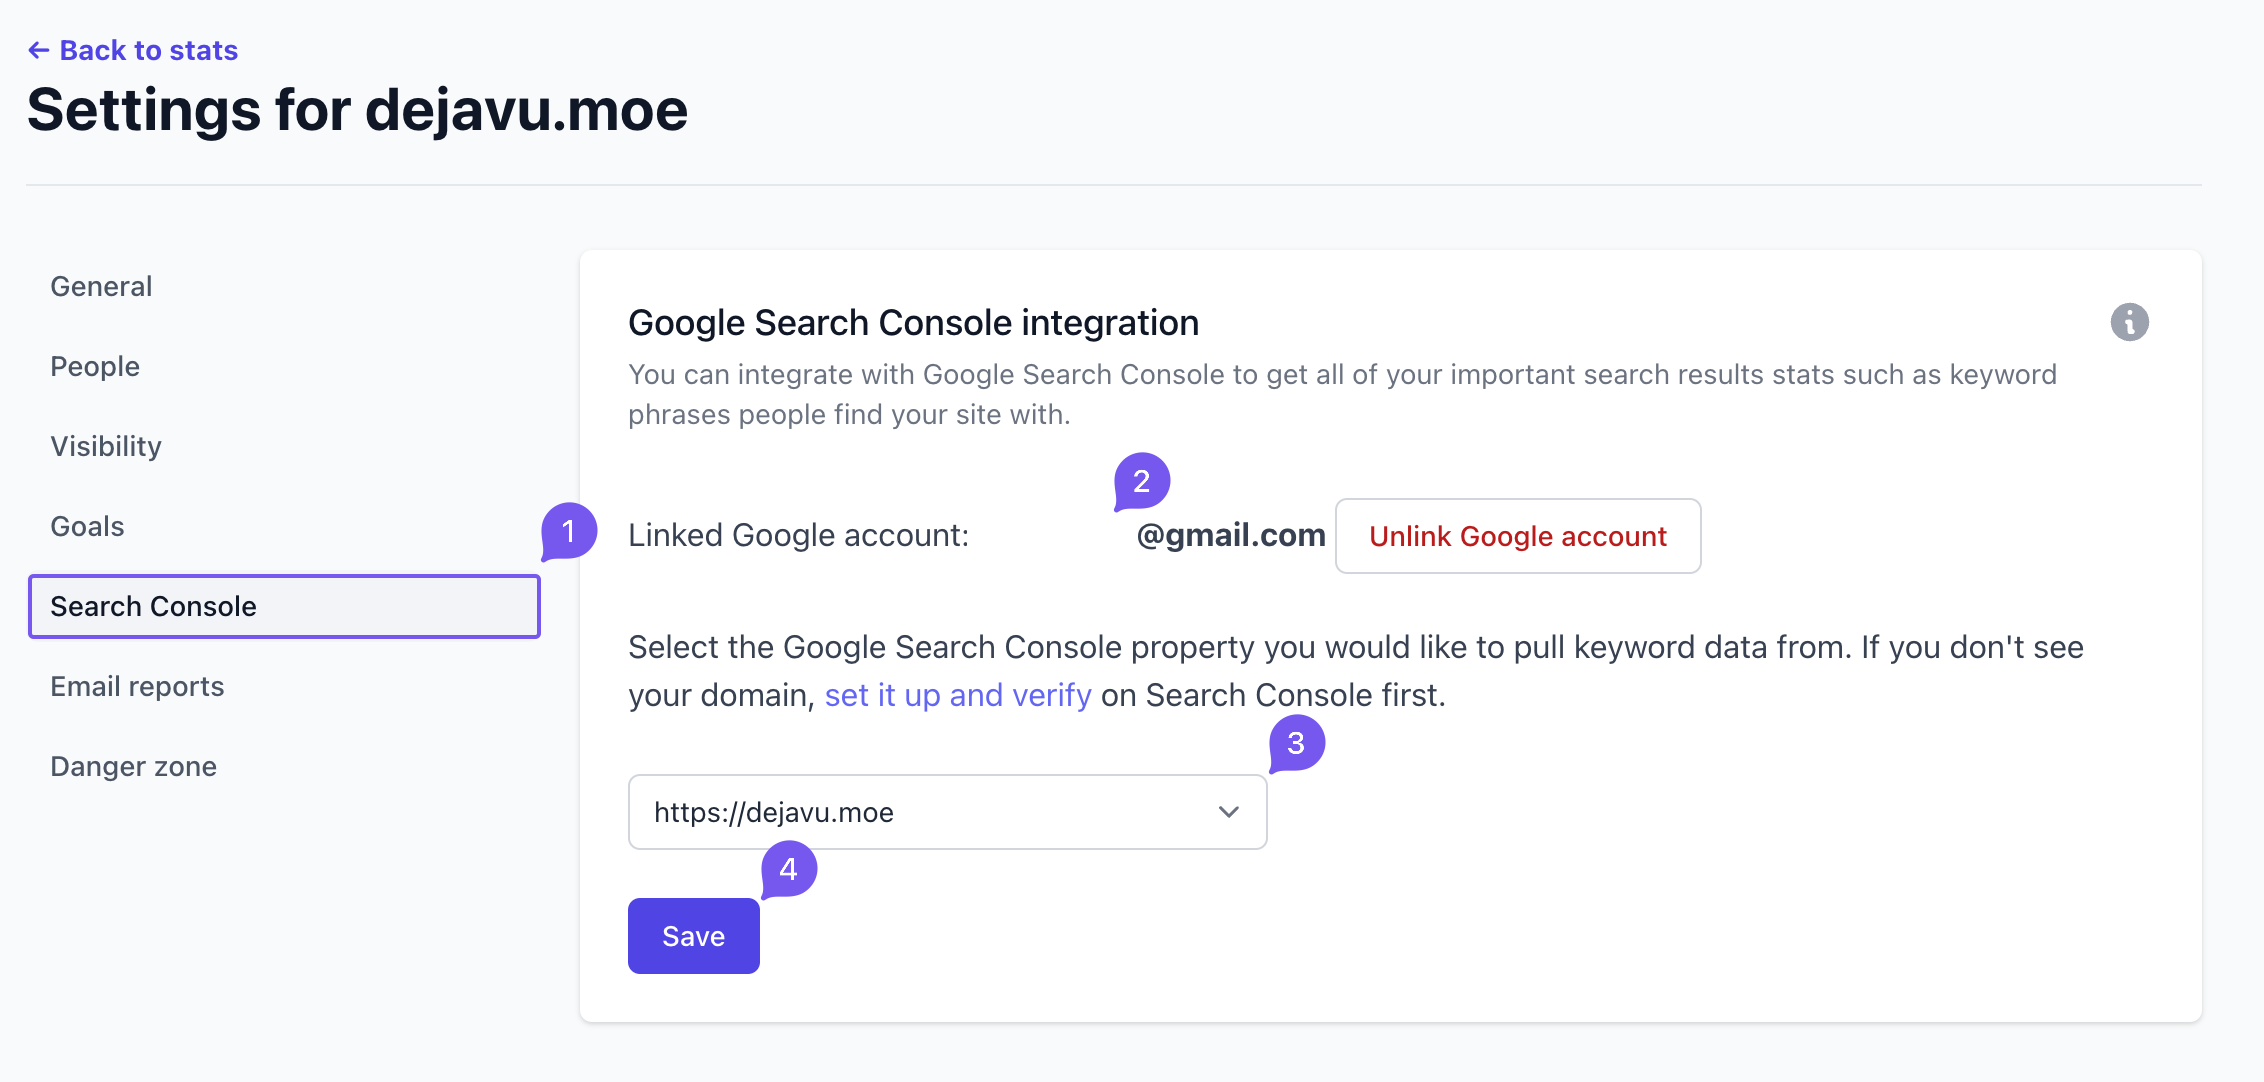 ← Back to stats
Settings for dejavu.moe
General
People
Visibility
Goals
Search Console
Email reports
Danger zone
Google Search Console integration
You can integrate with Google Search Console to get all of your important search results stats such as keyword
phrases people find your site with.
2
1
Linked Google account: @gmail.com Unlink Google account
Select the Google Search Console property you would like to pull keyword data from. If you don't see
your domain, set it up and verify on Search Console first.
3
https://dejavu.moe
4
Save